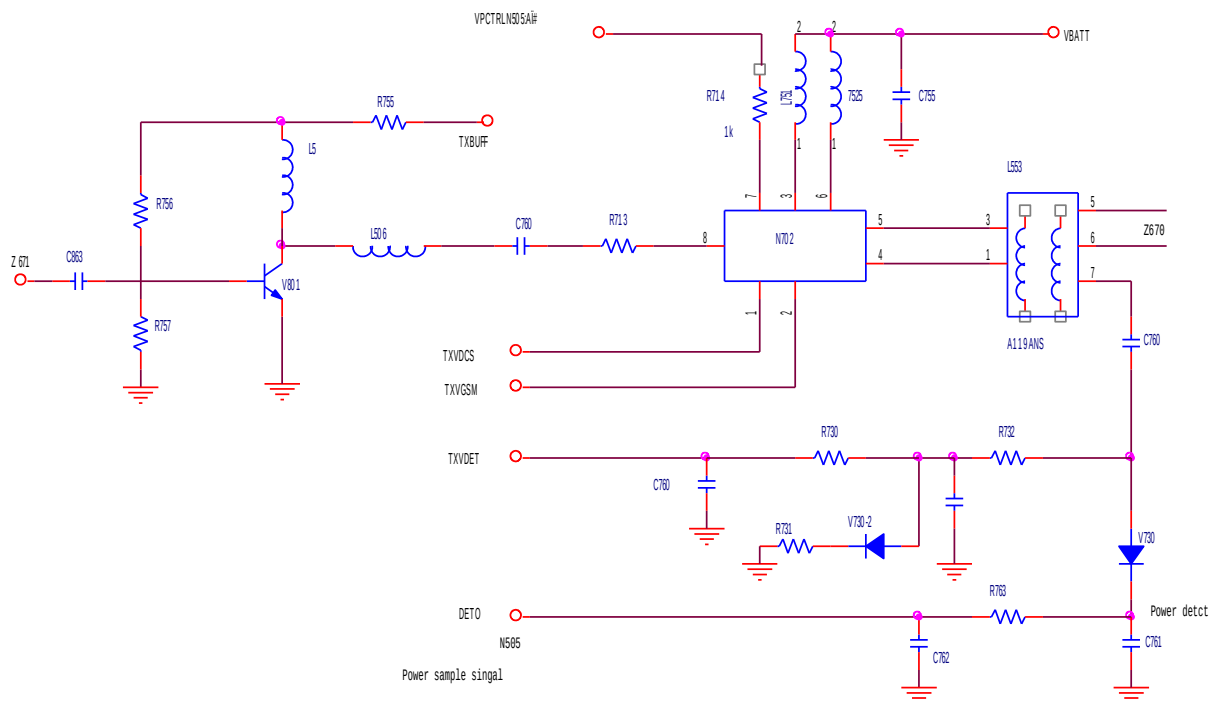 VPCTRLN505:AÏ#
2
2
VBATT
R714
1k
L751
7525
C755
R755
TXBUFF
L5
L553
R756
7
3
6
5
Z670
C760
R713
L506
8
N702
5
3
6
Z 671
C863
4
1
7
V801
R757
1
2
1
1
TXVDCS
A119ANS
C760
TXVGSM
TXVDET
R730
R732
C760
R731
V730-2
V730
R763
DETO
Power detct
N505
C762
C761
Power sample singal